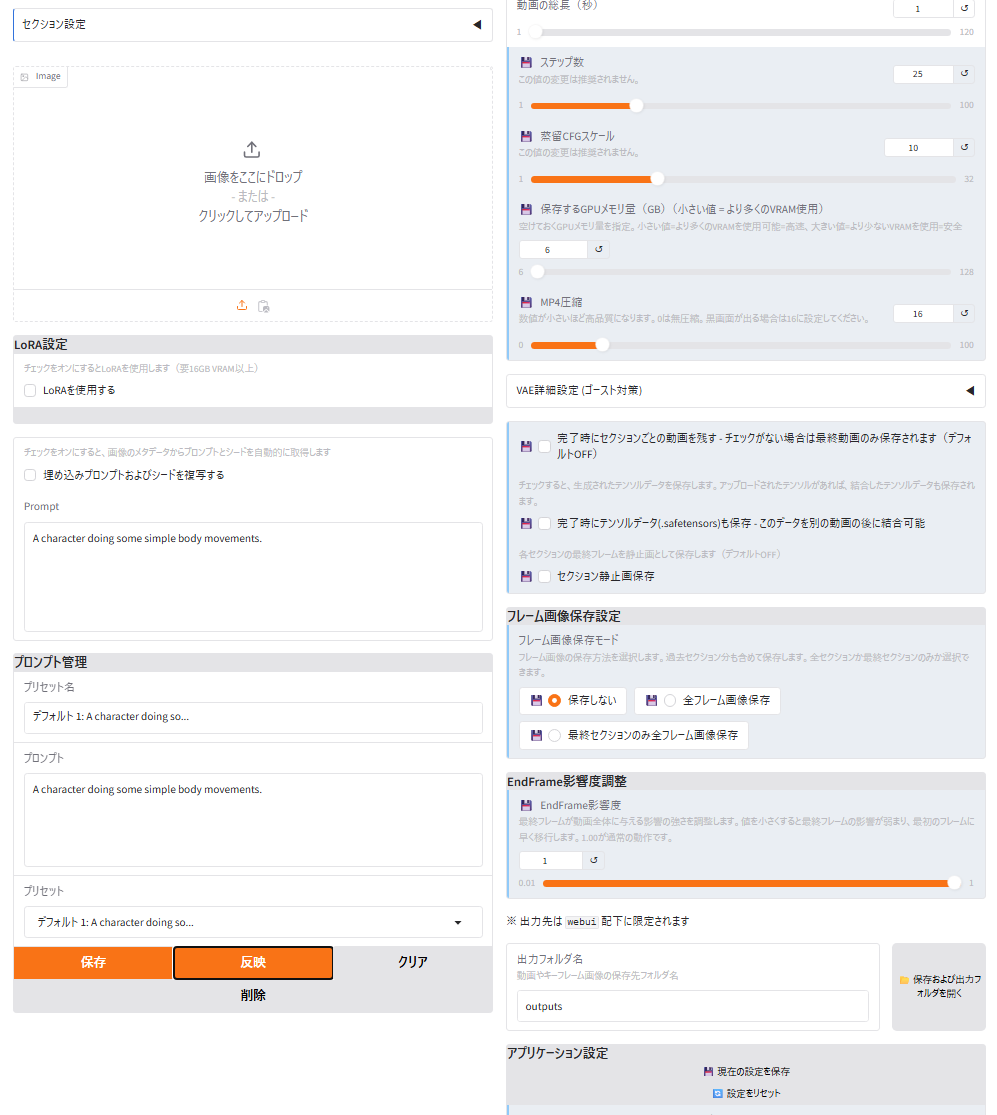 セクション設定
◀
Image
画像をここにドロップ
- または -
クリックしてアップロード
LoRA設定
チェックをオンにするとLoRAを使用します（要16GB VRAM以上）
LoRAを使用する
チェックをオンにすると、画像のメタデータからプロンプトとシードを自動的に取得します
埋め込みプロンプトおよびシードを複写する
Prompt
A character doing some simple body movements.
プロンプト管理
プリセット名
デフォルト 1: A character doing so...
プロンプト
A character doing some simple body movements.
プリセット
デフォルト 1: A character doing so...
保存
反映
クリア
削除
動画の総長（秒）
1
↺
1
120
ステップ数
この値の変更は推奨されません。
25
↺
1
100
蒸留CFGスケール
この値の変更は推奨されません。
10
↺
1
32
保存するGPUメモリ量（GB）（小さい値 = より多くのVRAM使用）
空けておくGPUメモリ量を指定。小さい値=より多くのVRAMを使用可能=高速、大きい値=より少ないVRAMを使用=安全
6
↺
6
128
MP4圧縮
数値が小さいほど高品質になります。0は無圧縮。黒画面が出る場合は16に設定してください。
16
↺
0
100
VAE詳細設定 (ゴースト対策)
◀
完了時にセクションごとの動画を残す - チェックがない場合は最終動画のみ保存されます（デフォ
ルトOFF）
チェックすると、生成されたテンソルデータを保存します。アップロードされたテンソルがあれば、結合したテンソルデータも保存され
ます。
完了時にテンソルデータ(.safetensors)も保存 - このデータを別の動画の後に結合可能
各セクションの最終フレームを静止画として保存します（デフォルトOFF）
セクション静止画保存
フレーム画像保存設定
フレーム画像保存モード
フレーム画像の保存方法を選択します。過去セクション分も含めて保存します。全セクションか最終セクションのみか選択で
きます。
保存しない
全フレーム画像保存
最終セクションのみ全フレーム画像保存
EndFrame影響度調整
EndFrame影響度
最終フレームが動画全体に与える影響の強さを調整します。値を小さくすると最終フレームの影響が弱まり、最初のフレームに
早く移行します。1.00が通常の動作です。
1
↺
0.01
1
※ 出力先は webui 配下に限定されます
出力フォルダ名
動画やキーフレーム画像の保存先フォルダ名
outputs
保存および出力フ
ォルダを開く
アプリケーション設定
現在の設定を保存
設定をリセット